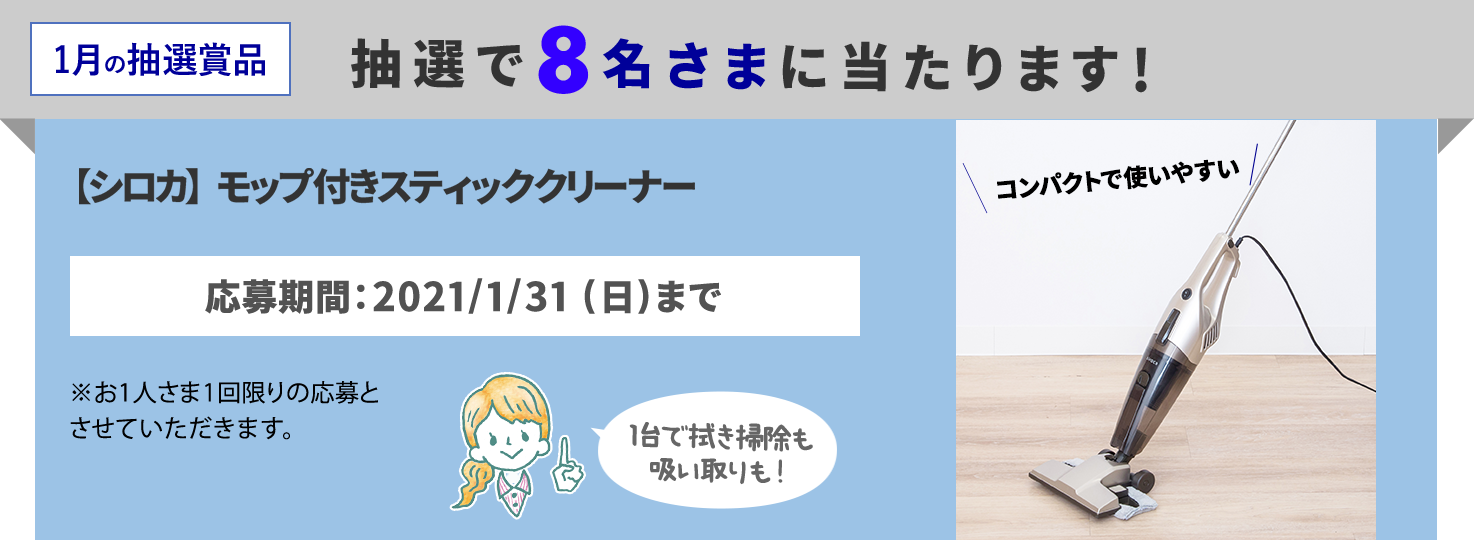 1月の抽選賞品
抽選で8名さまに当たります!
【シロカ】モップ付きスティッククリーナー
コンパクトで使いやすい
応募期間：2021/1/31（日）まで
※お1人さま1回限りの応募と
させていただきます。
1台で拭き掃除も
吸い取りも!